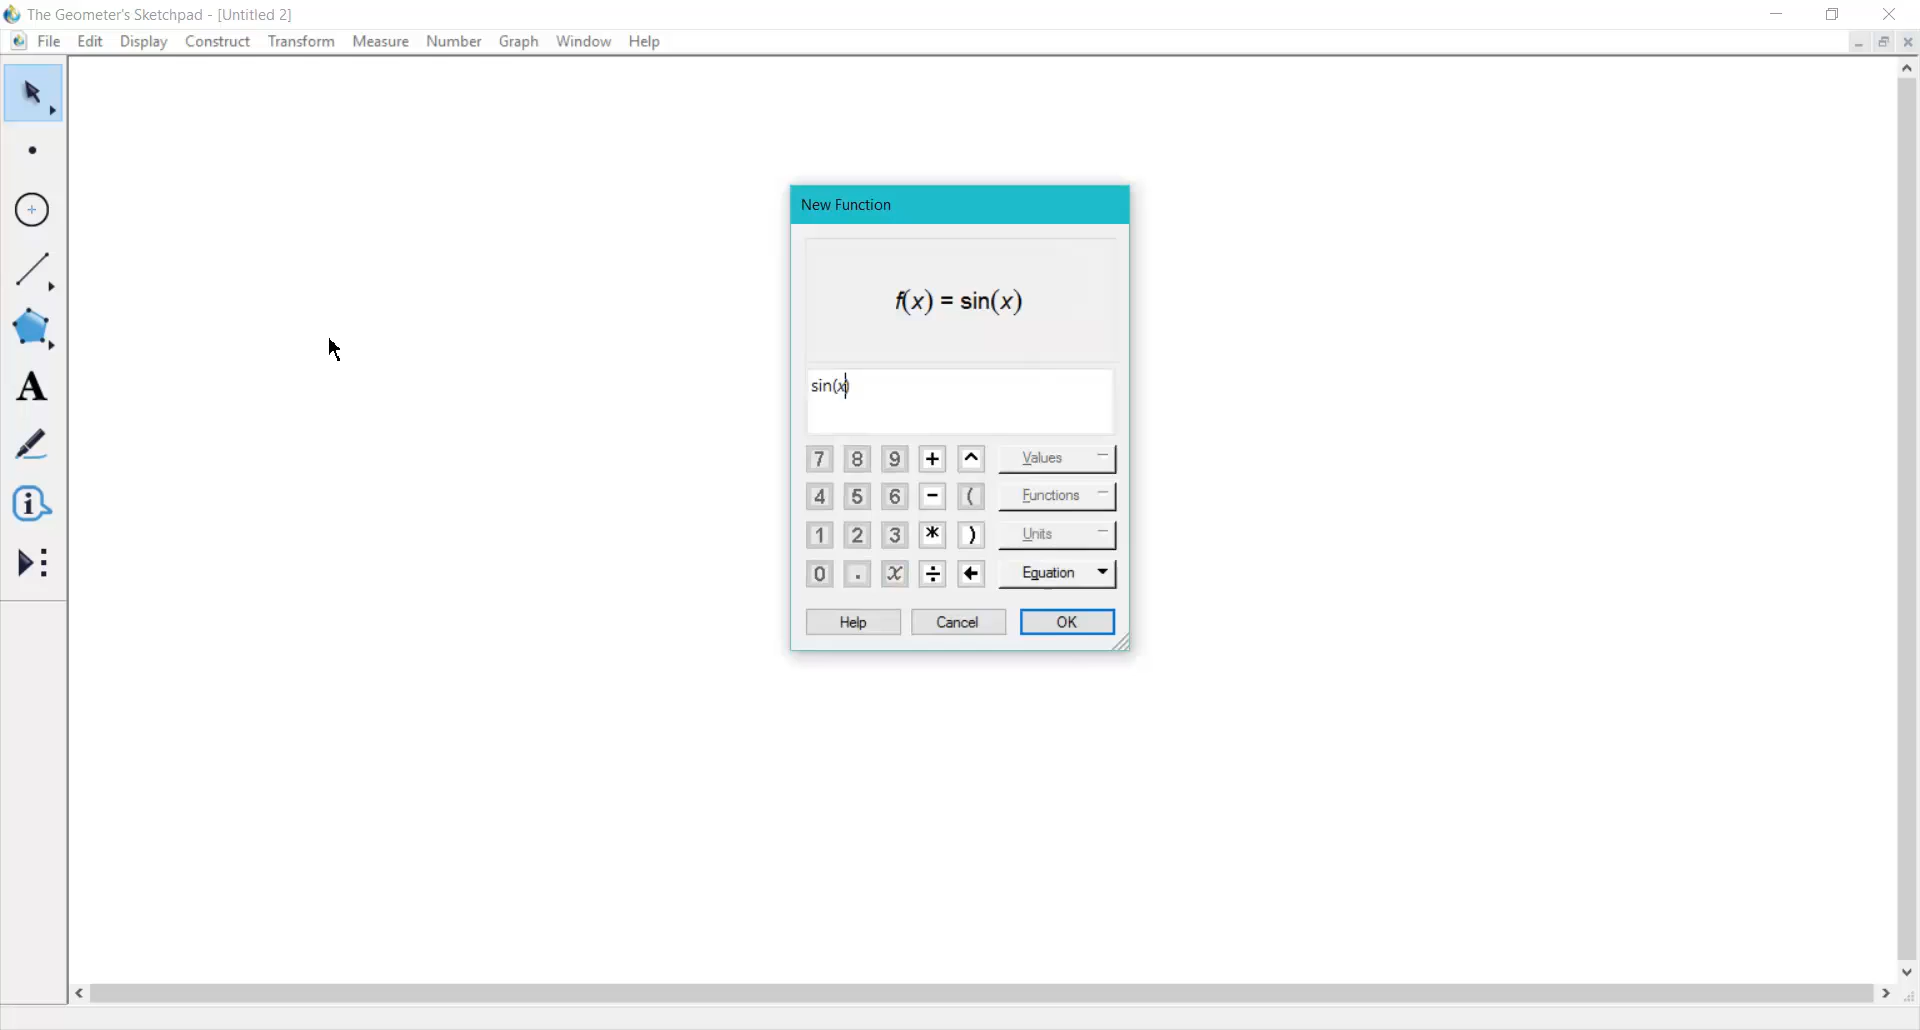 The Geometer's Sketchpad - [Untitled 2]
File Edit Display Construct Transform Measure Number Graph Window Help
A
New Function
f(x) = sin(x)
sin(x)
7 8 9 + ^ Values
4 5 6 - ( Functions
1 2 3 * ) Units
0 . x ÷ ← Equation
Help Cancel OK